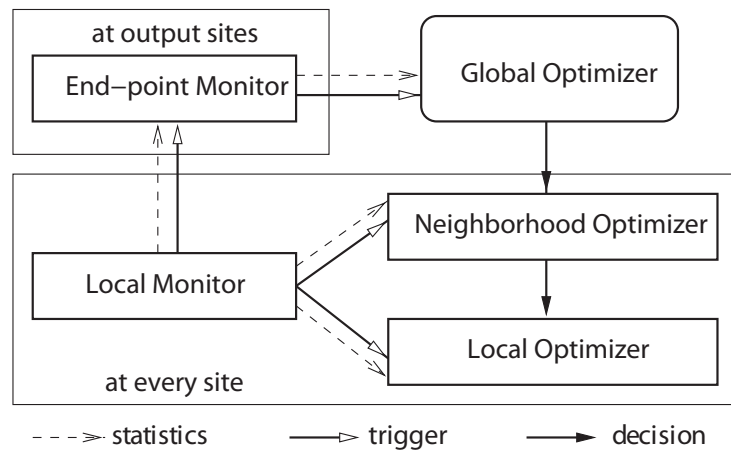 at output sites
End–point Monitor
Global Optimizer
Neighborhood Optimizer
Local Monitor
Local Optimizer
at every site
statistics
trigger
decision